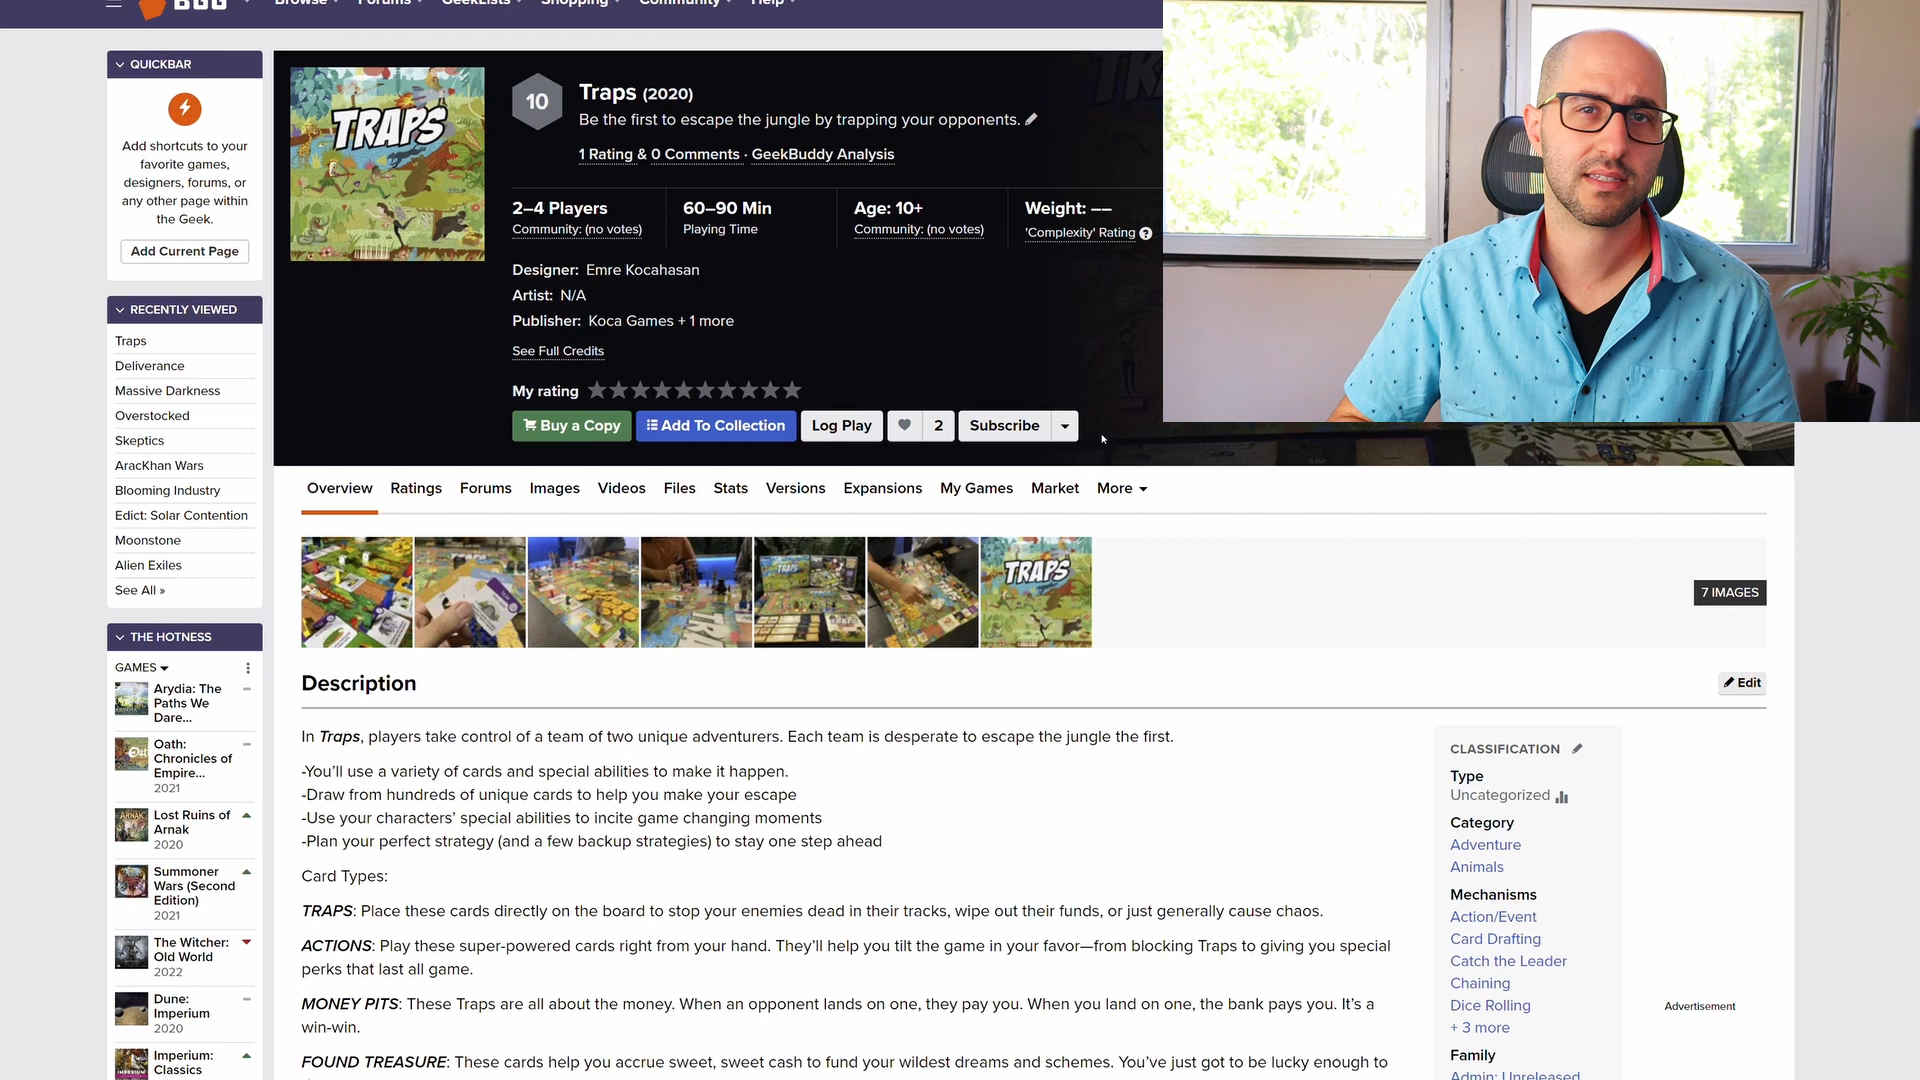 BGG
Browse
Forums
GeekLists
Shopping
Community
Help
QUICKBAR
Add shortcuts to your
favorite games,
designers, forums, or
any other page within
the Geek.
Add Current Page
RECENTLY VIEWED
Traps
Deliverance
Massive Darkness
Overstocked
Skeptics
AracKhan Wars
Blooming Industry
Edict: Solar Contention
Moonstone
Alien Exiles
See All »
THE HOTNESS
GAMES
Arydia: The
Paths We
Dare...
Oath:
Chronicles of
Empire...
2021
Lost Ruins of
Arnak
2020
Summoner
Wars (Second
Edition)
2021
The Witcher:
Old World
2022
Dune:
Imperium
2020
Imperium:
Classics
TRAPS
10
Traps (2020)
Be the first to escape the jungle by trapping your opponents.
1 Rating & 0 Comments · GeekBuddy Analysis
2–4 Players
Community: (no votes)
60–90 Min
Playing Time
Age: 10+
Community: (no votes)
Weight: ––
'Complexity' Rating ?
Designer: Emre Kocahasan
Artist: N/A
Publisher: Koca Games + 1 more
See Full Credits
My rating
Buy a Copy
Add To Collection
Log Play
2
Subscribe
Overview
Ratings
Forums
Images
Videos
Files
Stats
Versions
Expansions
My Games
Market
More
TRAPS
TRAPS
7 IMAGES
Description
Edit
In Traps, players take control of a team of two unique adventurers. Each team is desperate to escape the jungle the first.
-You'll use a variety of cards and special abilities to make it happen.
-Draw from hundreds of unique cards to help you make your escape
-Use your characters' special abilities to incite game changing moments
-Plan your perfect strategy (and a few backup strategies) to stay one step ahead
Card Types:
TRAPS: Place these cards directly on the board to stop your enemies dead in their tracks, wipe out their funds, or just generally cause chaos.
ACTIONS: Play these super-powered cards right from your hand. They'll help you tilt the game in your favor—from blocking Traps to giving you special
perks that last all game.
MONEY PITS: These Traps are all about the money. When an opponent lands on one, they pay you. When you land on one, the bank pays you. It's a
win-win.
FOUND TREASURE: These cards help you accrue sweet, sweet cash to fund your wildest dreams and schemes. You've just got to be lucky enough to
CLASSIFICATION
Type
Uncategorized
Category
Adventure
Animals
Mechanisms
Action/Event
Card Drafting
Catch the Leader
Chaining
Dice Rolling
+ 3 more
Family
Admin: Unreleased
Advertisement